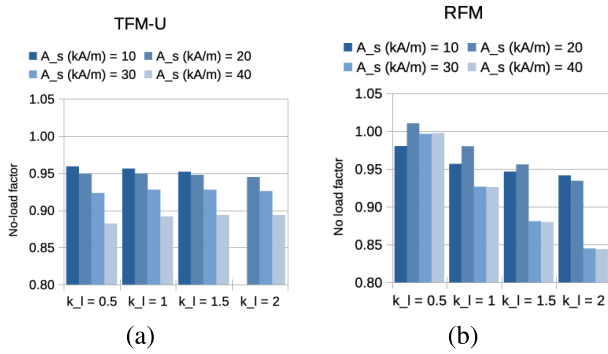 TFM-U
A_s (kA/m) = 10 A_s (kA/m) = 20
A_s (kA/m) = 30 A_s (kA/m) = 40
No-load factor
1.05
1.00
0.95
0.90
0.85
0.80
k_l = 0.5 k_l = 1 k_l = 1.5 k_l = 2
(a)
RFM
A_s (kA/m) = 10 A_s (kA/m) = 20
A_s (kA/m) = 30 A_s (kA/m) = 40
No load factor
1.05
1.00
0.95
0.90
0.85
0.80
k_l = 0.5 k_l = 1 k_l = 1.5 k_l = 2
(b)